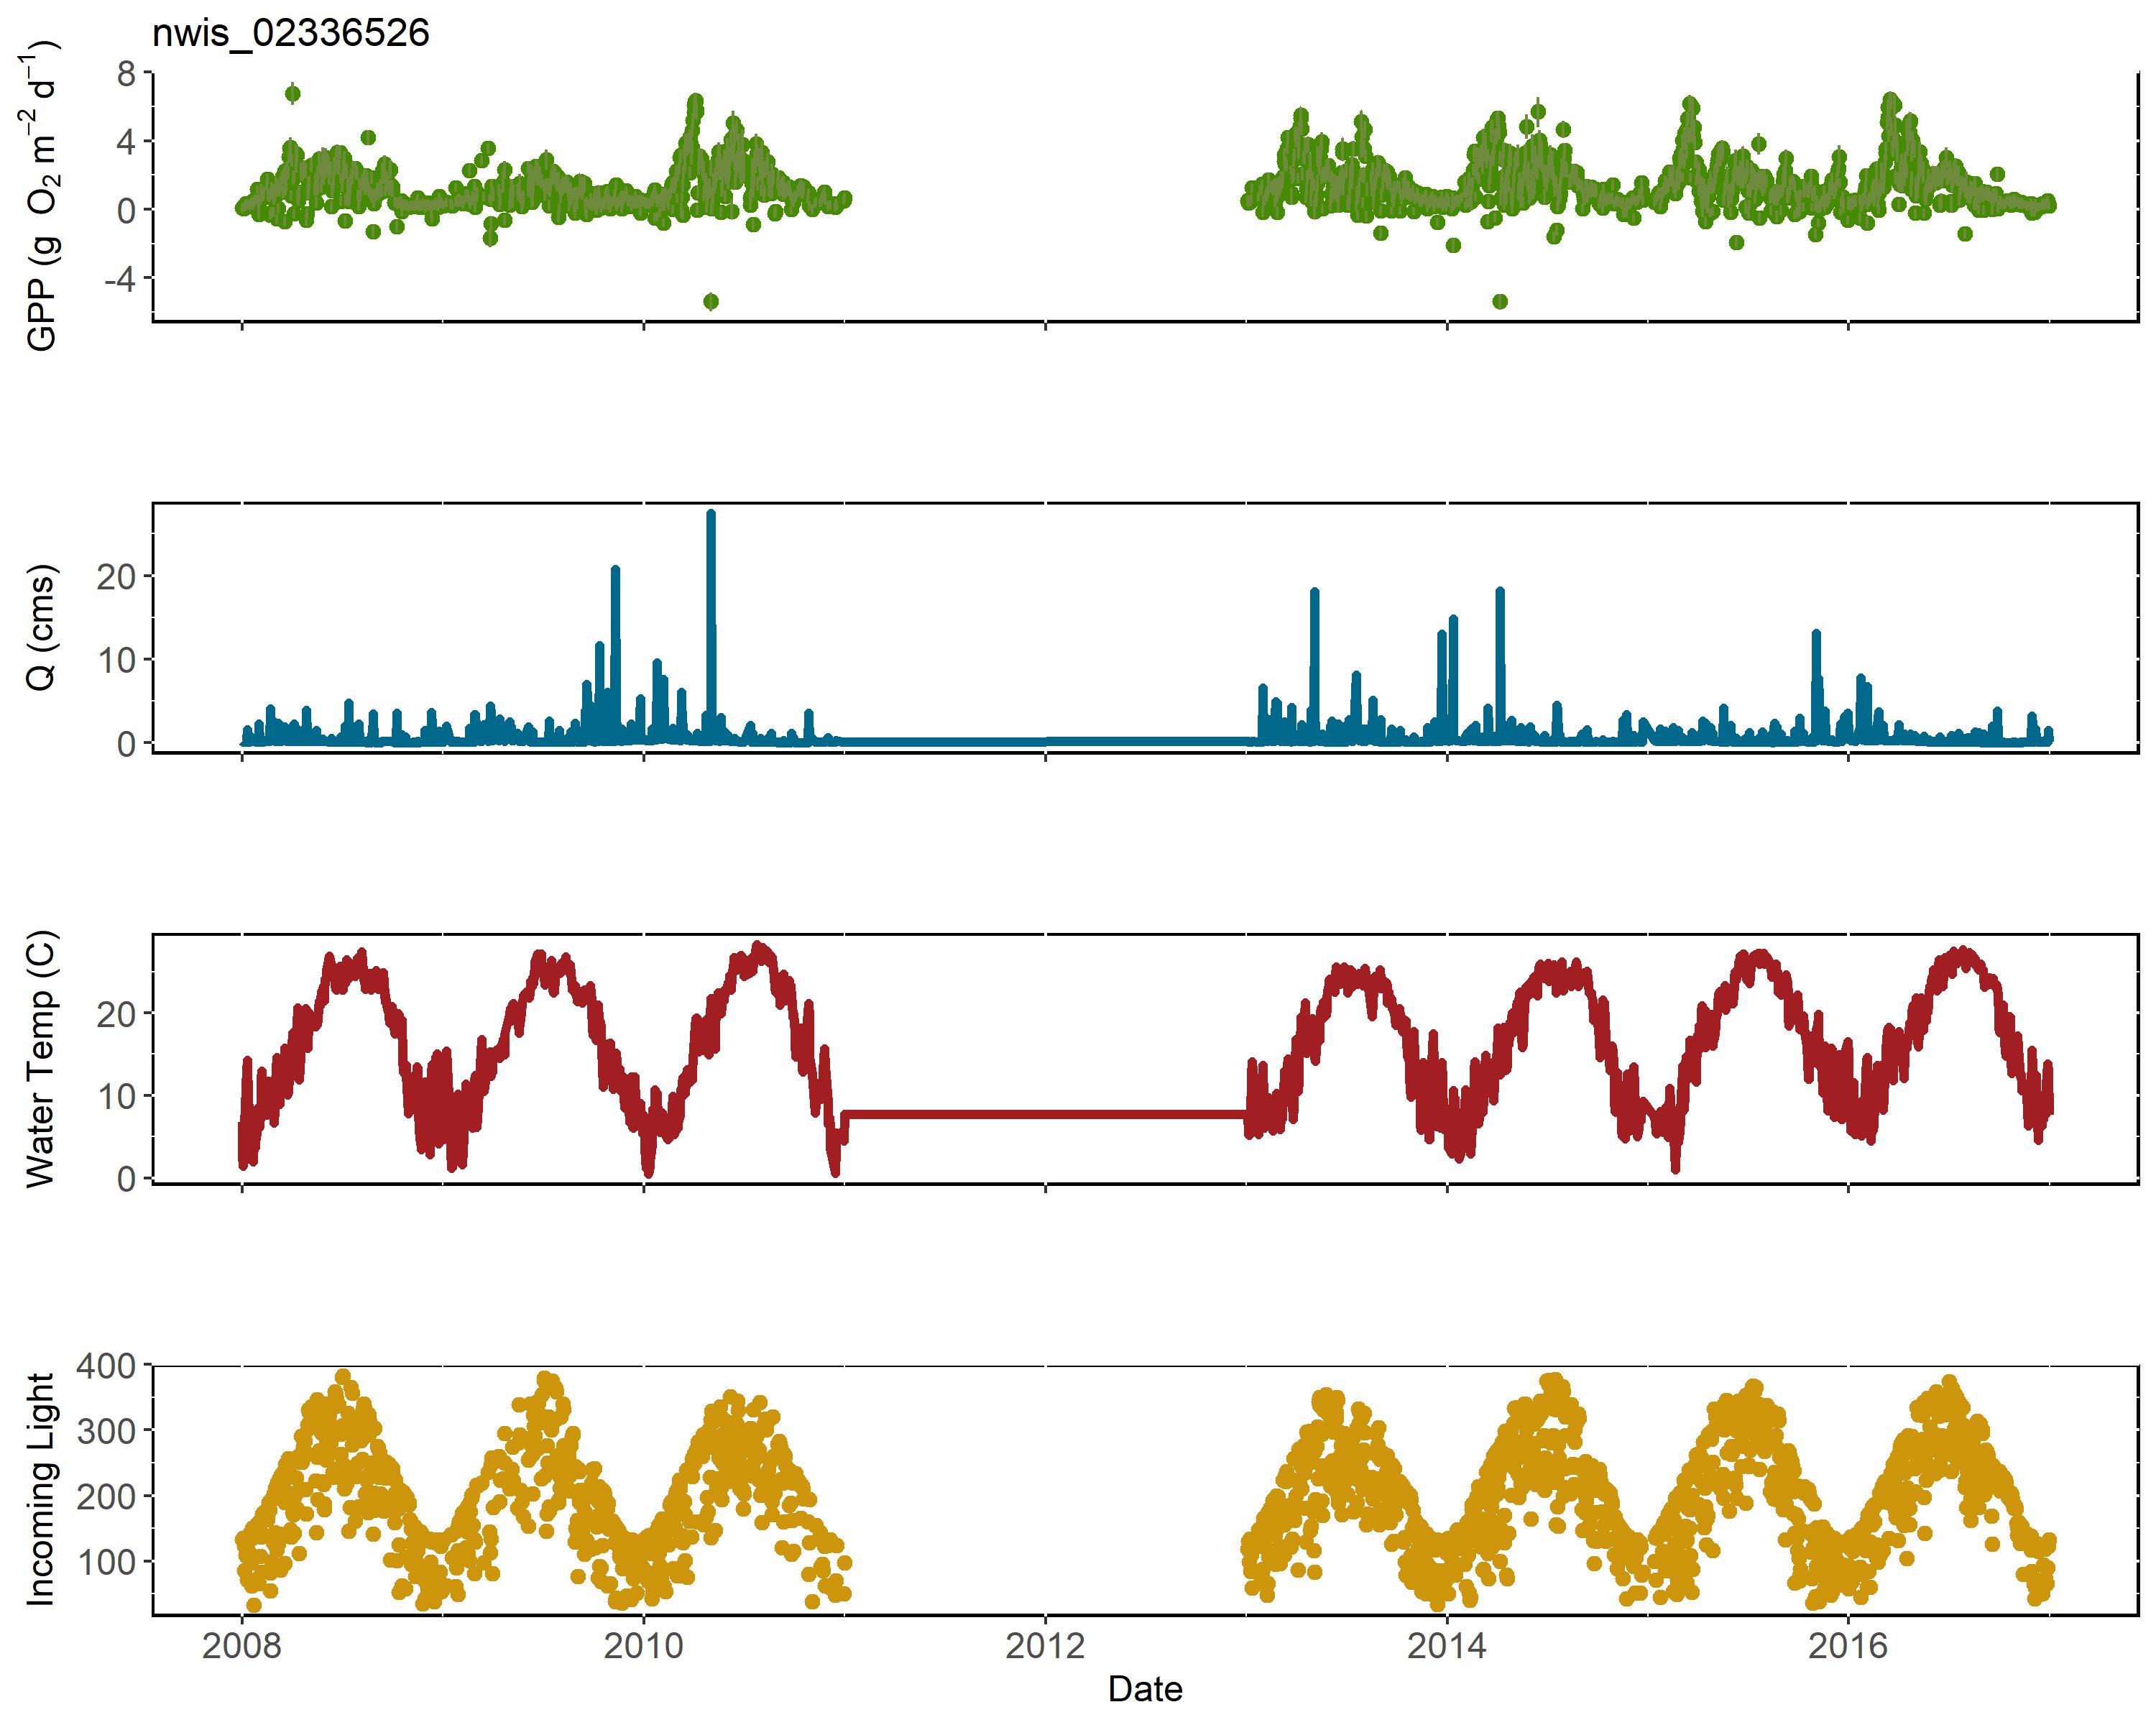 nwis_02336526
GPP (g O₂ m⁻² d⁻¹)
8
4
0
-4
Q (cms)
20
10
0
Water Temp (C)
20
10
0
Incoming Light
400
300
200
100
2008 2010 2012 2014 2016
Date